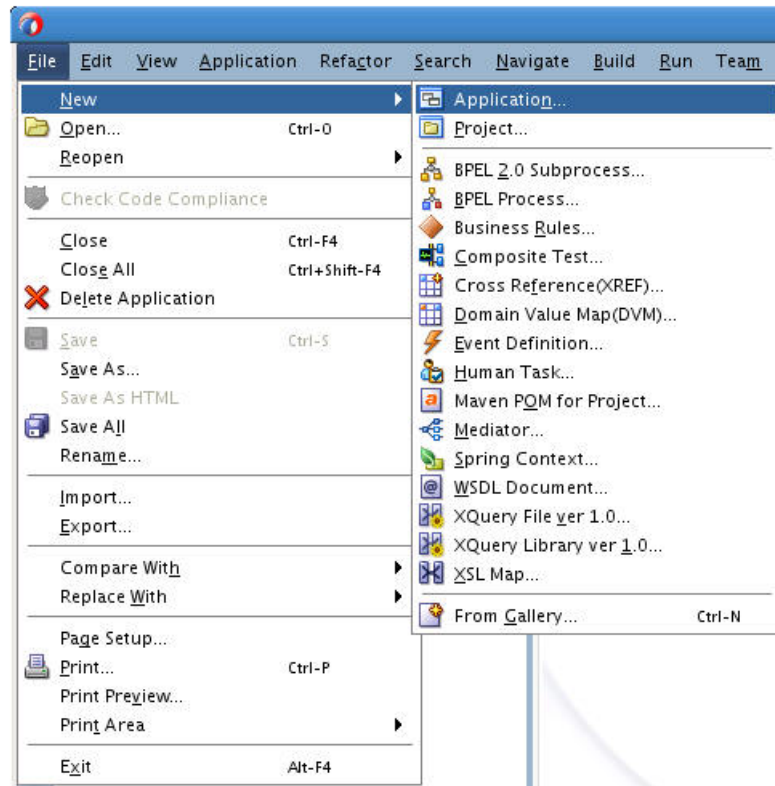 File Edit View Application Refactor Search Navigate Build Run Team
New
Open... Ctrl-O
Reopen
Check Code Compliance
Close Ctrl-F4
Close All Ctrl+Shift-F4
Delete Application
Save Ctrl-S
Save As...
Save As HTML
Save All
Rename...
Import...
Export...
Compare With
Replace With
Page Setup...
Print... Ctrl-P
Print Preview...
Print Area
Exit Alt-F4
Application...
Project...
BPEL 2.0 Subprocess...
BPEL Process...
Business Rules...
Composite Test...
Cross Reference(XREF)...
Domain Value Map(DVM)...
Event Definition...
Human Task...
Maven POM for Project...
Mediator...
Spring Context...
WSDL Document...
XQuery File ver 1.0...
XQuery Library ver 1.0...
XSL Map...
From Gallery... Ctrl-N